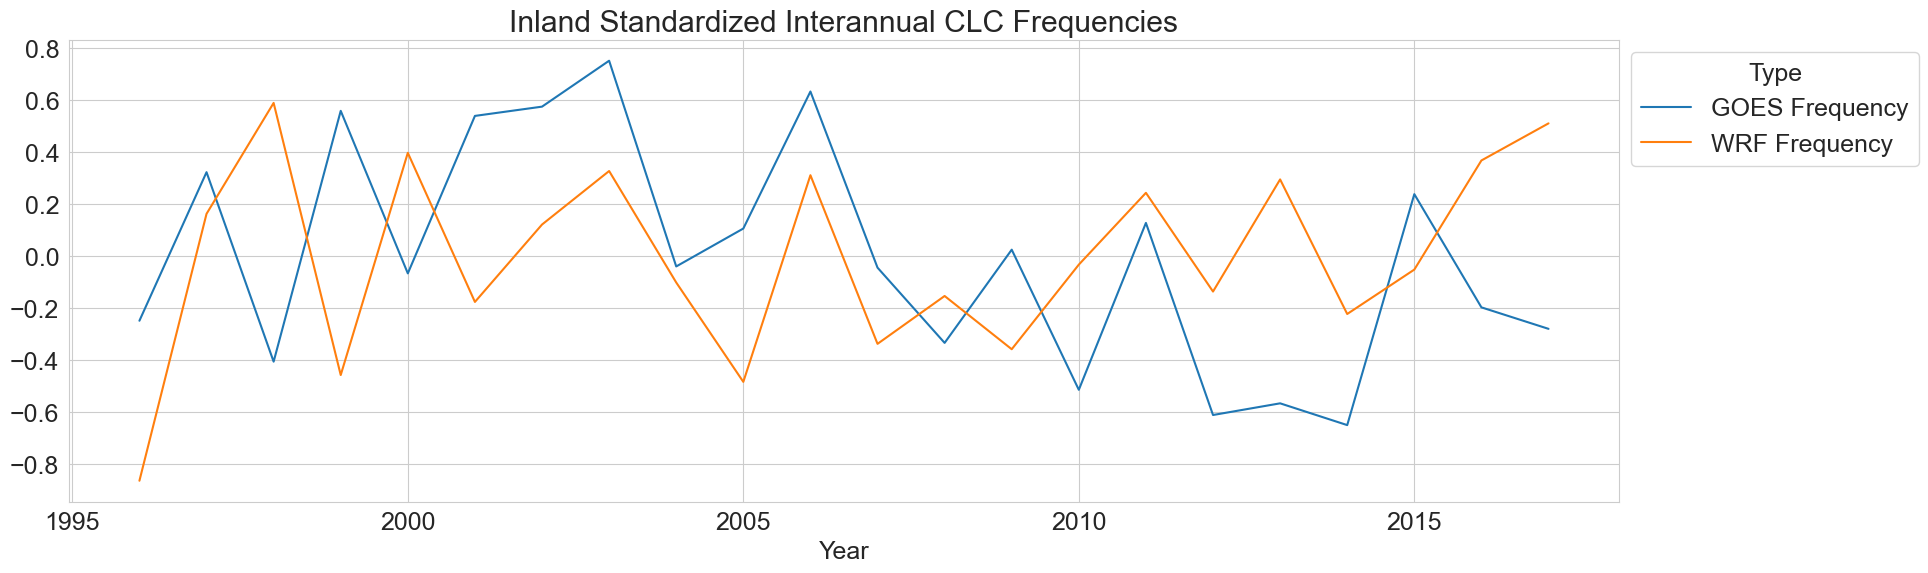 Inland Standardized Interannual CLC Frequencies
0.8
0.6
0.4
0.2
0.0
−0.2
−0.4
−0.6
−0.8
1995 2000 2005 2010 2015
Year
Type
GOES Frequency
WRF Frequency